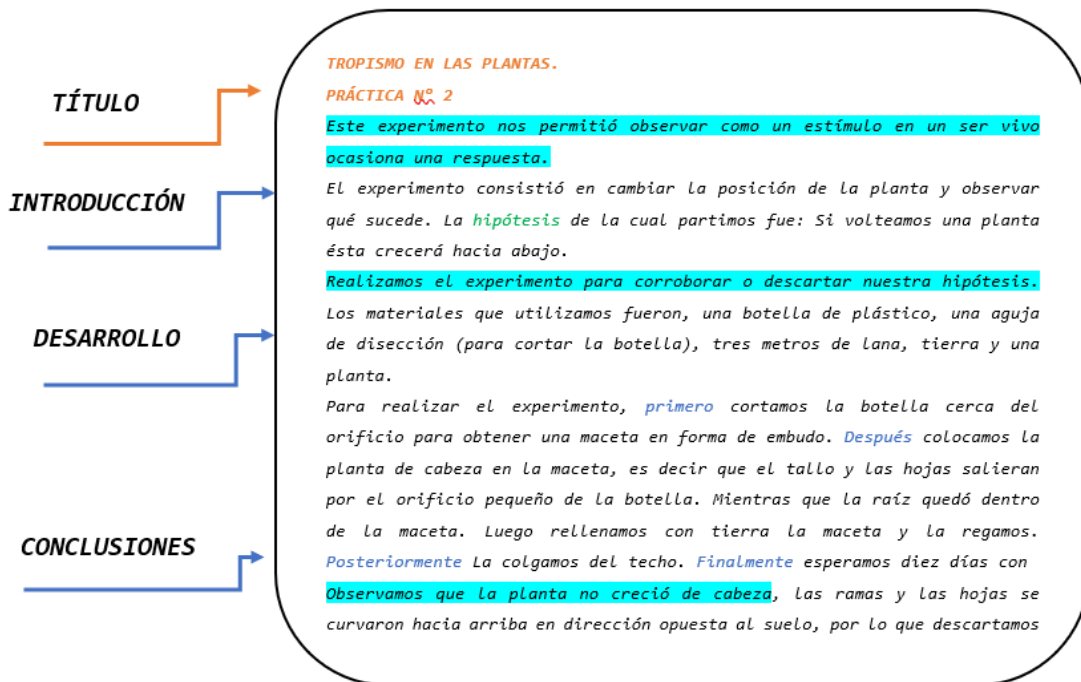 TÍTULO
INTRODUCCIÓN
DESARROLLO
CONCLUSIONES
TROPISMO EN LAS PLANTAS.
PRÁCTICA Nº 2
Este experimento nos permitió observar como un estímulo en un ser vivo
ocasiona una respuesta.
El experimento consistió en cambiar la posición de la planta y observar
qué sucede. La hipótesis de la cual partimos fue: Si volteamos una planta
ésta crecerá hacia abajo.
Realizamos el experimento para corroborar o descartar nuestra hipótesis.
Los materiales que utilizamos fueron, una botella de plástico, una aguja
de disección (para cortar la botella), tres metros de lana, tierra y una
planta.
Para realizar el experimento, primero cortamos la botella cerca del
orificio para obtener una maceta en forma de embudo. Después colocamos la
planta de cabeza en la maceta, es decir que el tallo y las hojas salieran
por el orificio pequeño de la botella. Mientras que la raíz quedó dentro
de la maceta. Luego rellenamos con tierra la maceta y la regamos.
Posteriormente La colgamos del techo. Finalmente esperamos diez días con
Observamos que la planta no creció de cabeza, las ramas y las hojas se
curvaron hacia arriba en dirección opuesta al suelo, por lo que descartamos